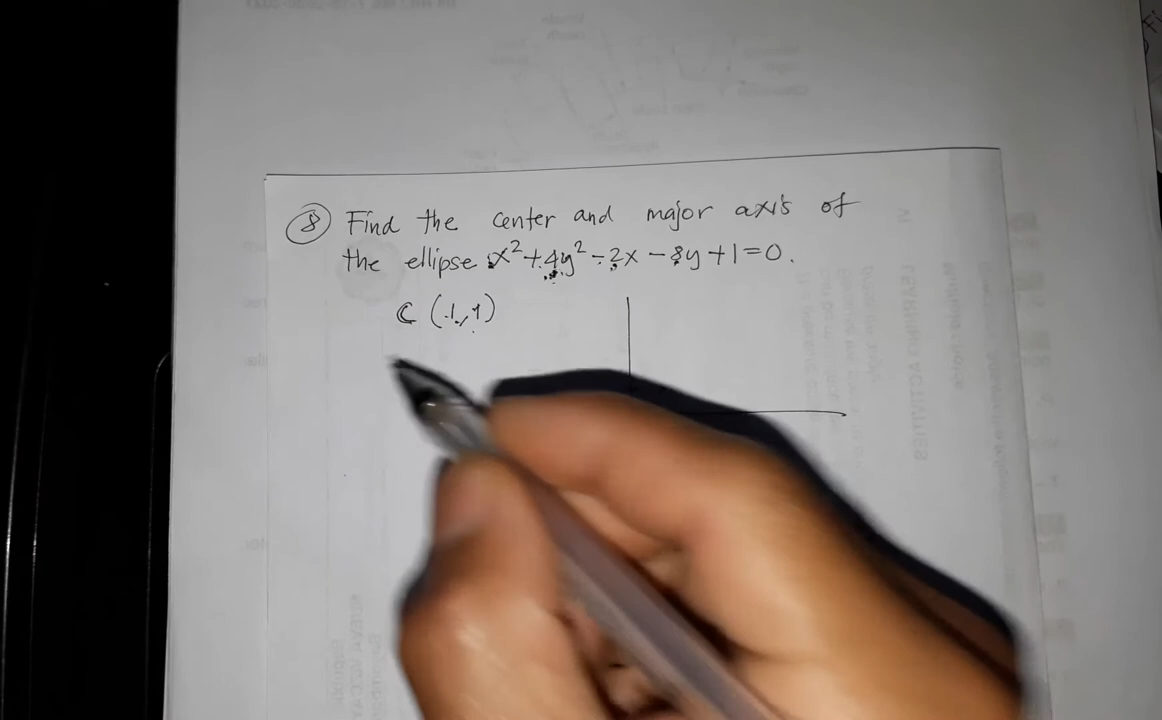 ⑧ Find the center and major axis of
the ellipse x²+4y²-2x-8y+1=0.
C (1,1)